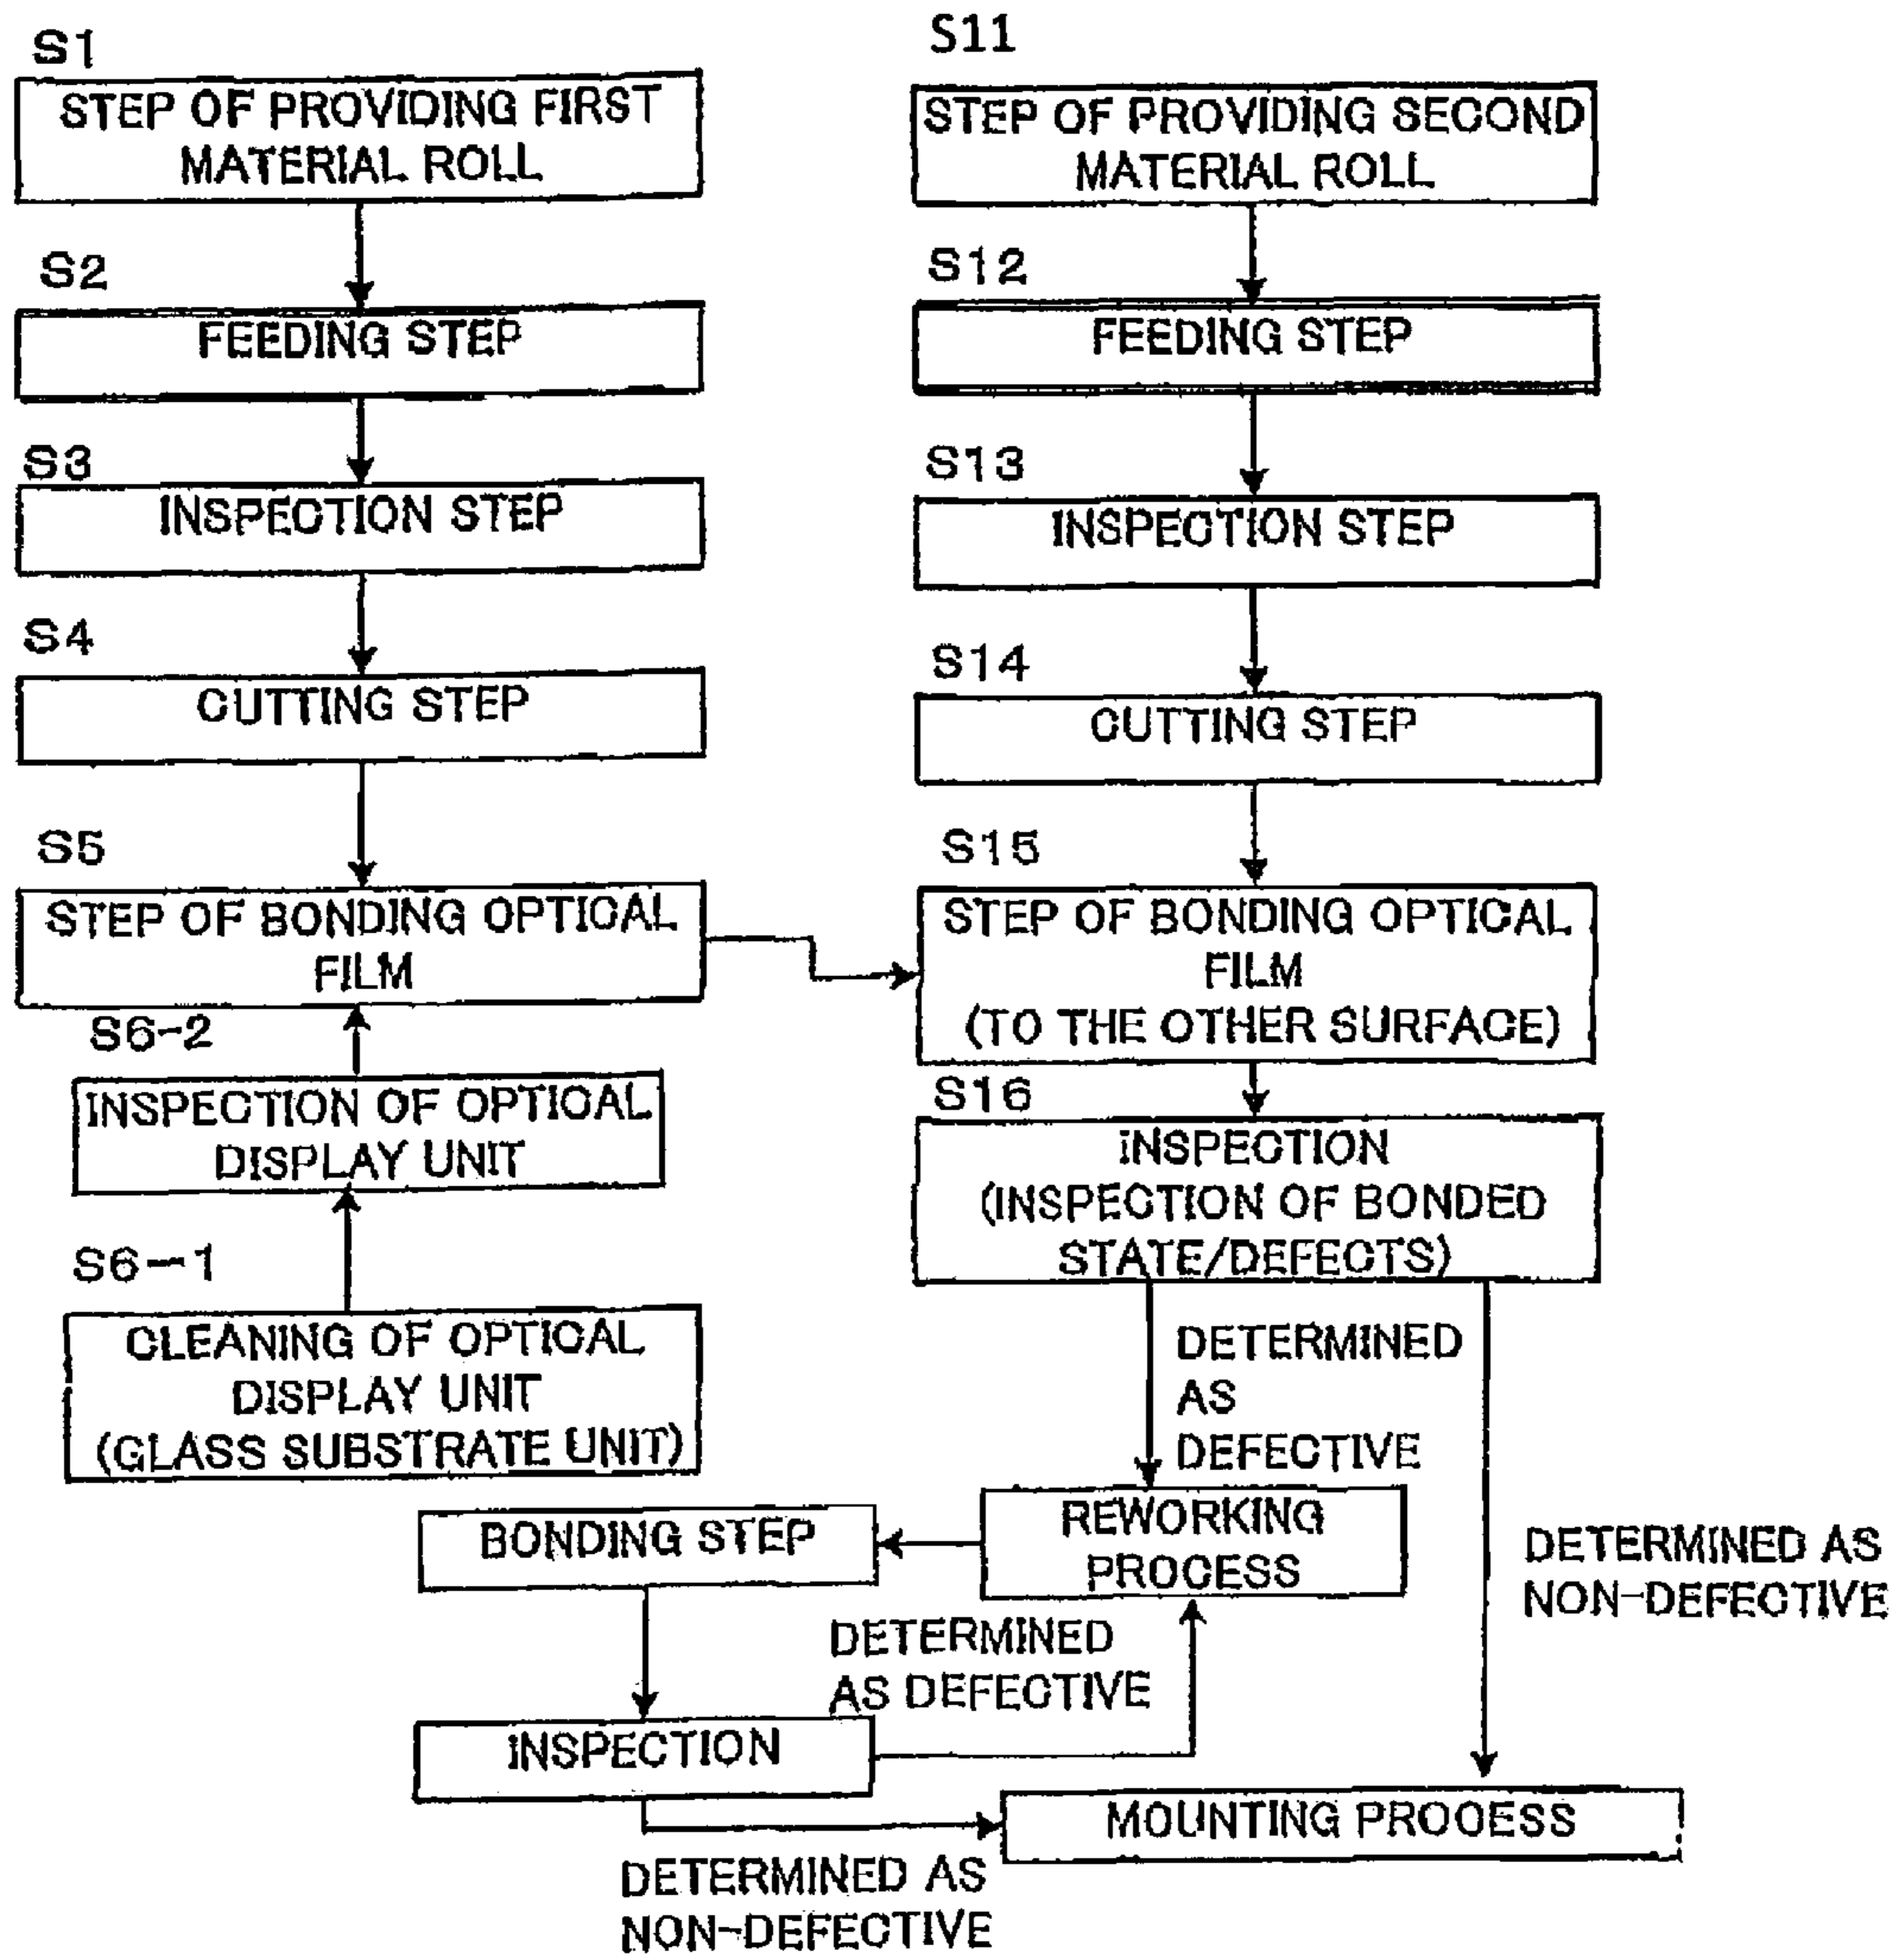 S1
STEP OF PROVIDING FIRST
MATERIAL ROLL
S2
FEEDING STEP
S3
INSPECTION STEP
S4
CUTTING STEP
S5
STEP OF BONDING OPTICAL
FILM
S6-2
INSPECTION OF OPTICAL
DISPLAY UNIT
S6-1
CLEANING OF OPTICAL
DISPLAY UNIT
(GLASS SUBSTRATE UNIT)
S11
STEP OF PROVIDING SECOND
MATERIAL ROLL
S12
FEEDING STEP
S13
INSPECTION STEP
S14
CUTTING STEP
S15
STEP OF BONDING OPTICAL
FILM
(TO THE OTHER SURFACE)
S16
INSPECTION
(INSPECTION OF BONDED
STATE/DEFECTS)
DETERMINED
AS
DEFECTIVE
DETERMINED AS
NON-DEFECTIVE
REWORKING
PROCESS
BONDING STEP
DETERMINED
AS DEFECTIVE
INSPECTION
MOUNTING PROCESS
DETERMINED AS
NON-DEFECTIVE